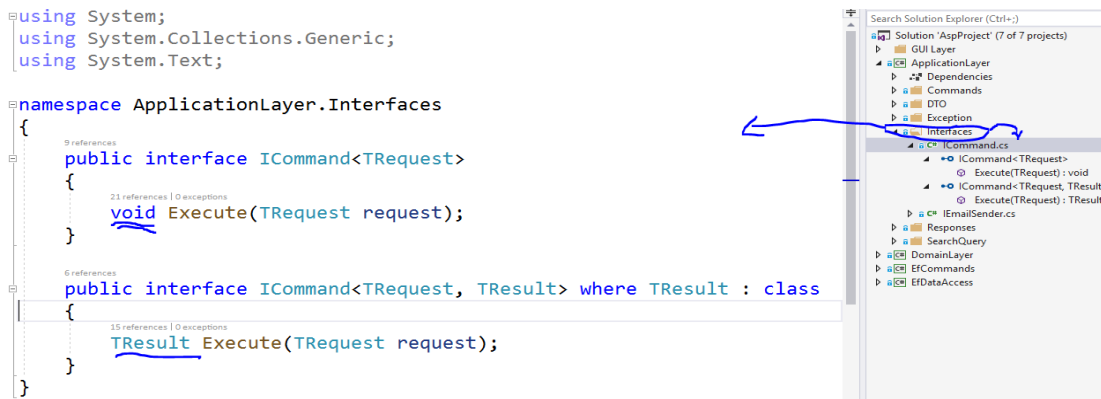 using System;
using System.Collections.Generic;
using System.Text;
namespace ApplicationLayer.Interfaces
{
9 references
public interface ICommand<TRequest>
{
21 references | 0 exceptions
void Execute(TRequest request);
}
6 references
public interface ICommand<TRequest, TResult> where TResult : class
{
15 references | 0 exceptions
TResult Execute(TRequest request);
}
}
Search Solution Explorer (Ctrl+;)
Solution 'AspProject' (7 of 7 projects)
GUI Layer
C# ApplicationLayer
Dependencies
Commands
DTO
Exception
Interfaces
C# ICommand.cs
ICommand<TRequest>
Execute(TRequest) : void
ICommand<TRequest, TResult
Execute(TRequest) : TResult
C# IEmailSender.cs
Responses
SearchQuery
C# DomainLayer
C# EfCommands
C# EfDataAccess